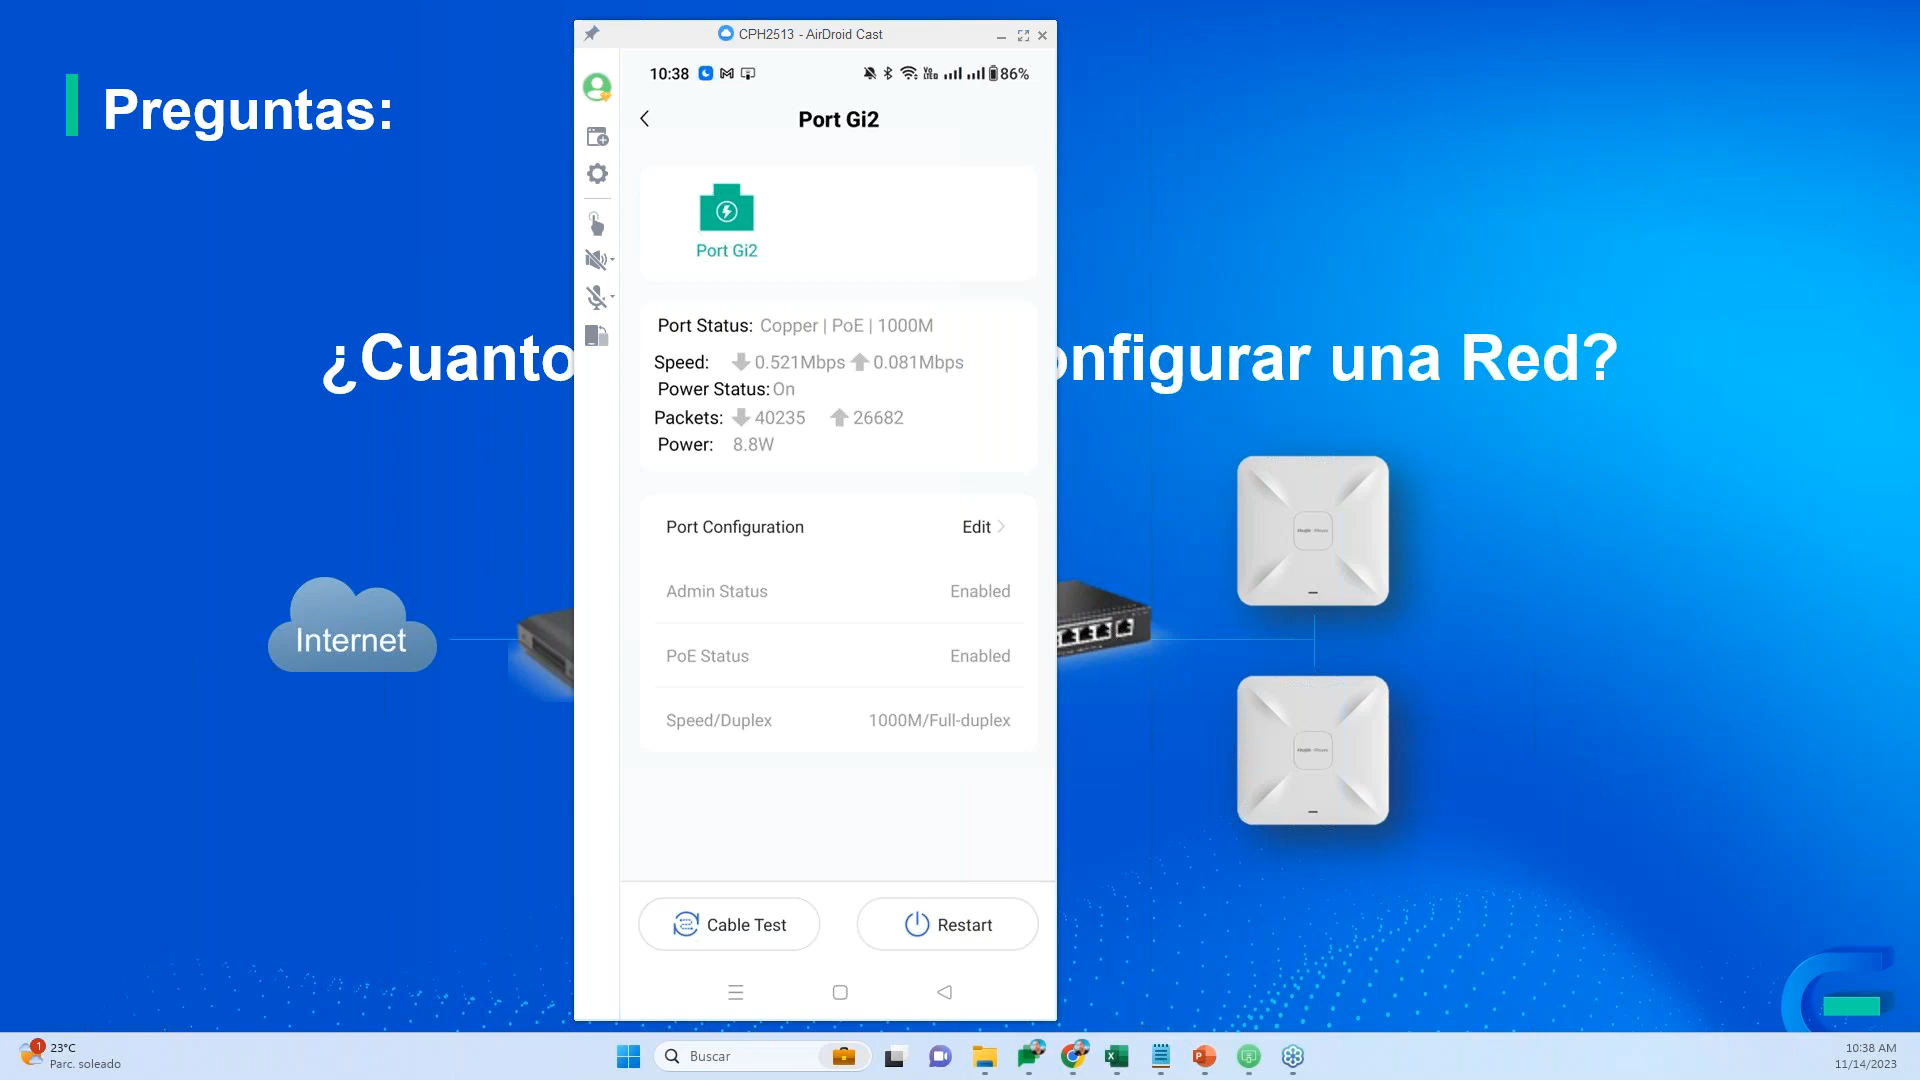 CPH2513 - AirDroid Cast
10:38
86%
Preguntas:
Port Gi2
Port Gi2
Port Status: Copper | PoE | 1000M
¿Cuanto
onfigurar una Red?
Speed: 0.521Mbps 0.081Mbps
Power Status: On
Packets: 40235 26682
Power: 8.8W
Port Configuration Edit
Admin Status Enabled
Internet
PoE Status Enabled
Speed/Duplex 1000M/Full-duplex
Cable Test Restart
1
23°C
Parc. soleado
Buscar
10:38 AM
11/14/2023